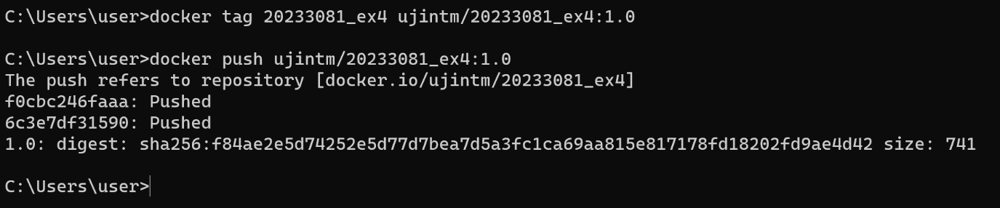 C:\Users\user>docker tag 20233081_ex4 ujintm/20233081_ex4:1.0
C:\Users\user>docker push ujintm/20233081_ex4:1.0
The push refers to repository [docker.io/ujintm/20233081_ex4]
f0cbc246faaa: Pushed
6c3e7df31590: Pushed
1.0: digest: sha256:f84ae2e5d74252e5d77d7bea7d5a3fc1ca69aa815e817178fd18202fd9ae4d42 size: 741
C:\Users\user>